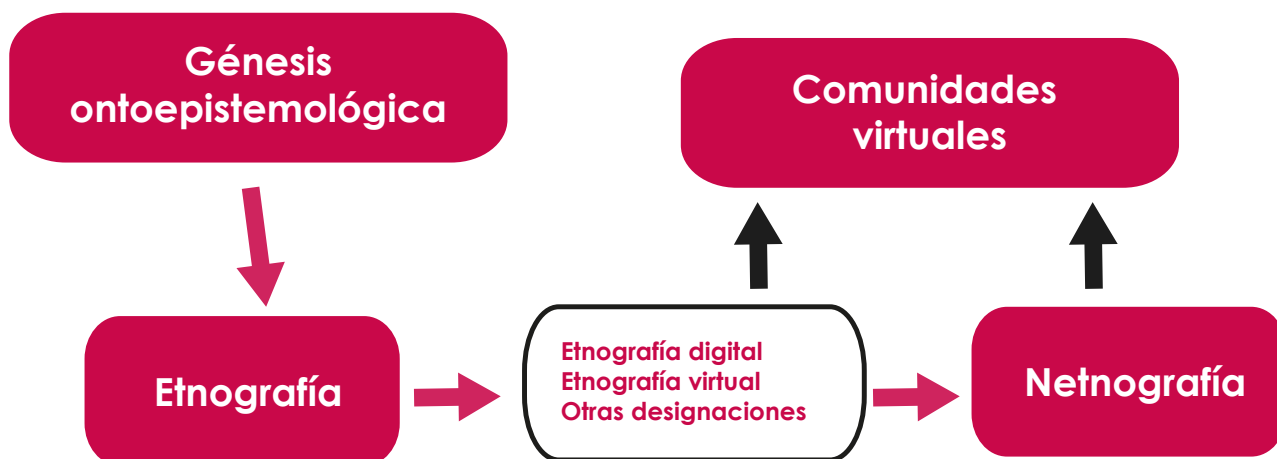 Génesis
ontoepistemológica
Comunidades
virtuales
Etnografía
Etnografía digital
Etnografía virtual
Otras designaciones
Netnografía